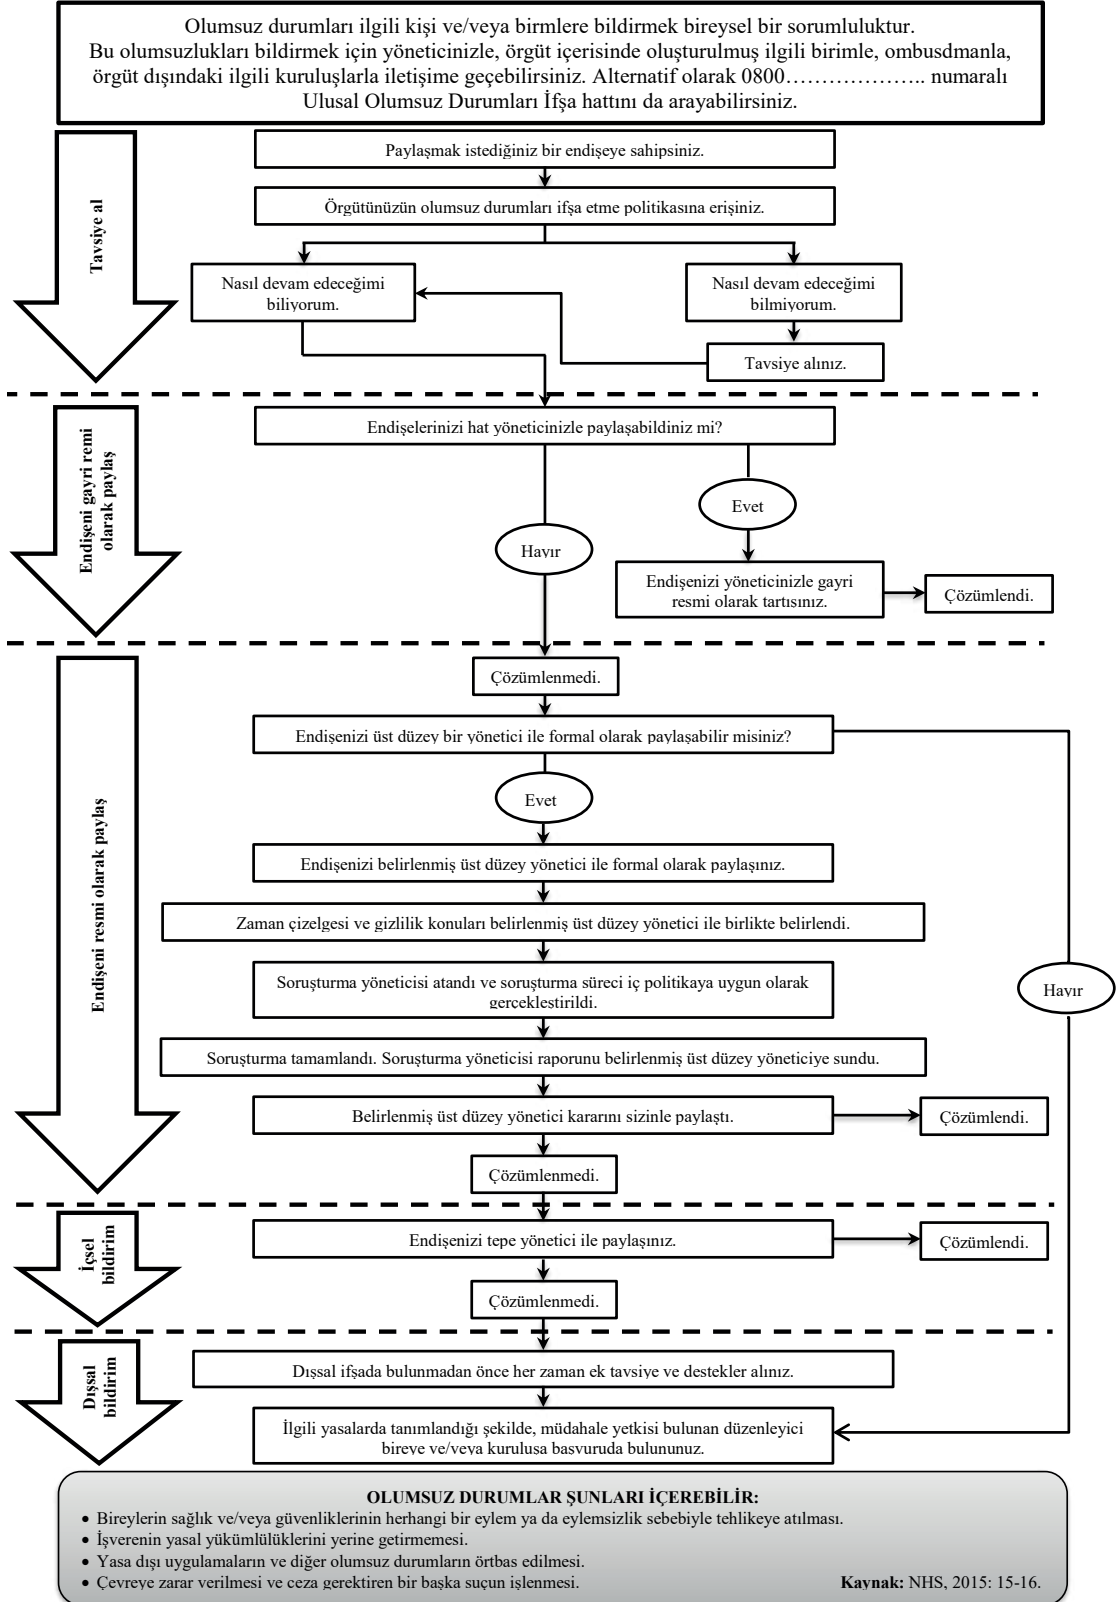 Olumsuz durumları ilgili kişi ve/veya birmlere bildirmek bireysel bir sorumluluktur.
Bu olumsuzlukları bildirmek için yöneticinizle, örgüt içerisinde oluşturulmuş ilgili birimle, ombusdmanla,
örgüt dışındaki ilgili kuruluşlarla iletişime geçebilirsiniz. Alternatif olarak 0800……………….. numaralı
Ulusal Olumsuz Durumları İfşa hattını da arayabilirsiniz.
Tavsiye al
Paylaşmak istediğiniz bir endişeye sahipsiniz.
Örgütünüzün olumsuz durumları ifşa etme politikasına erişiniz.
Nasıl devam edeceğimi
biliyorum.
Nasıl devam edeceğimi
bilmiyorum.
Tavsiye alınız.
Endişeni gayri remi
olarak paylaş
Endişelerinizi hat yöneticinizle paylaşabildiniz mi?
Evet
Hayır
Endişenizi yöneticinizle gayri
resmi olarak tartışınız.
Çözümlendi.
Endişeni resmi olarak paylaş
Çözümlenmedi.
Endişenizi üst düzey bir yönetici ile formal olarak paylaşabilir misiniz?
Evet
Endişenizi belirlenmiş üst düzey yönetici ile formal olarak paylaşınız.
Zaman çizelgesi ve gizlilik konuları belirlenmiş üst düzey yönetici ile birlikte belirlendi.
Soruşturma yöneticisi atandı ve soruşturma süreci iç politikaya uygun olarak
gerçekleştirildi.
Hayır
Soruşturma tamamlandı. Soruşturma yöneticisi raporunu belirlenmiş üst düzey yöneticiye sundu.
Belirlenmiş üst düzey yönetici kararını sizinle paylaştı.
Çözümlendi.
Çözümlenmedi.
İçsel
bildirim
Endişenizi tepe yönetici ile paylaşınız.
Çözümlendi.
Çözümlenmedi.
Dışsal
bildirim
Dışsal ifşada bulunmadan önce her zaman ek tavsiye ve destekler alınız.
İlgili yasalarda tanımlandığı şekilde, müdahale yetkisi bulunan düzenleyici
bireye ve/veya kuruluşa başvuruda bulununuz.
OLUMSUZ DURUMLAR ŞUNLARI İÇEREBİLİR:
• Bireylerin sağlık ve/veya güvenliklerinin herhangi bir eylem ya da eylemsizlik sebebiyle tehlikeye atılması.
• İşverenin yasal yükümlülüklerini yerine getirmemesi.
• Yasa dışı uygulamaların ve diğer olumsuz durumların örtbas edilmesi.
• Çevreye zarar verilmesi ve ceza gerektiren bir başka suçun işlenmesi. Kaynak: NHS, 2015: 15-16.